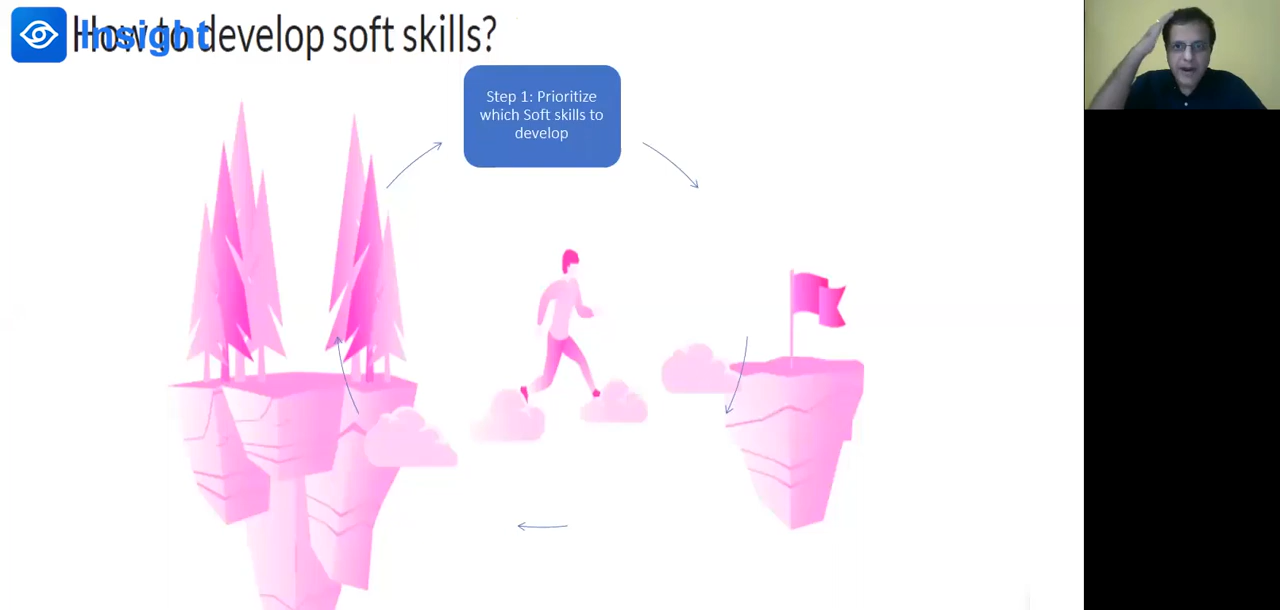 How to develop soft skills?
Insight
Step 1: Prioritize
which Soft skills to
develop